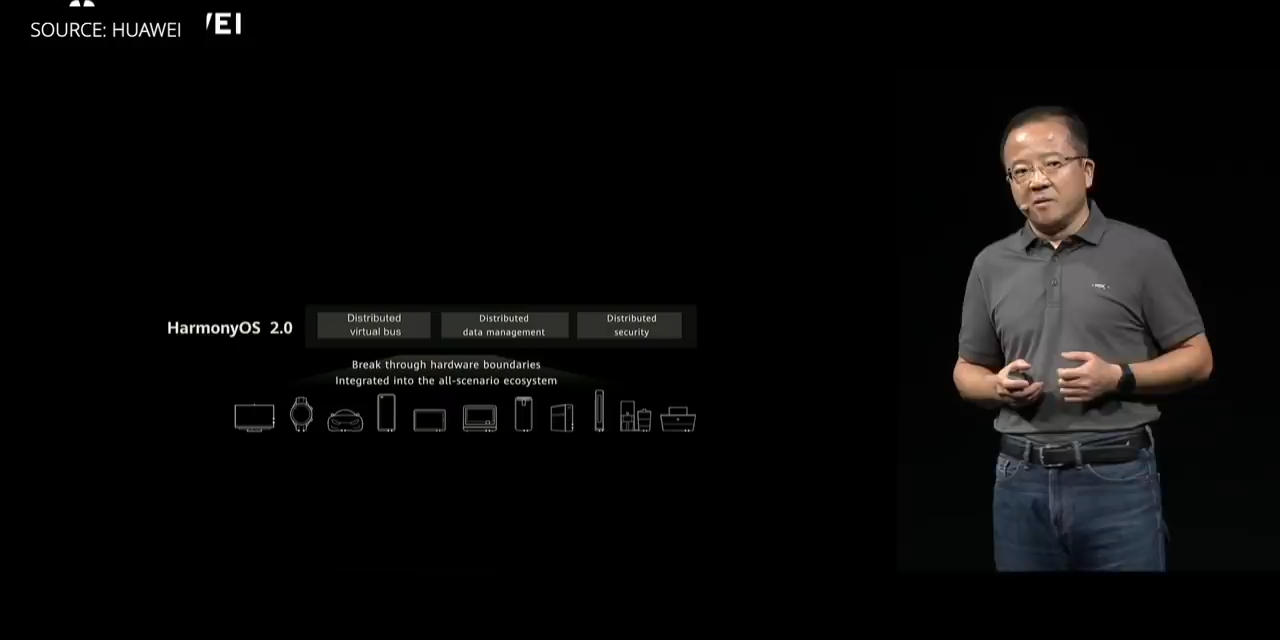 SOURCE: HUAWEI
HarmonyOS 2.0
Distributed
virtual bus
Distributed
data management
Distributed
security
Break through hardware boundaries
Integrated into the all-scenario ecosystem